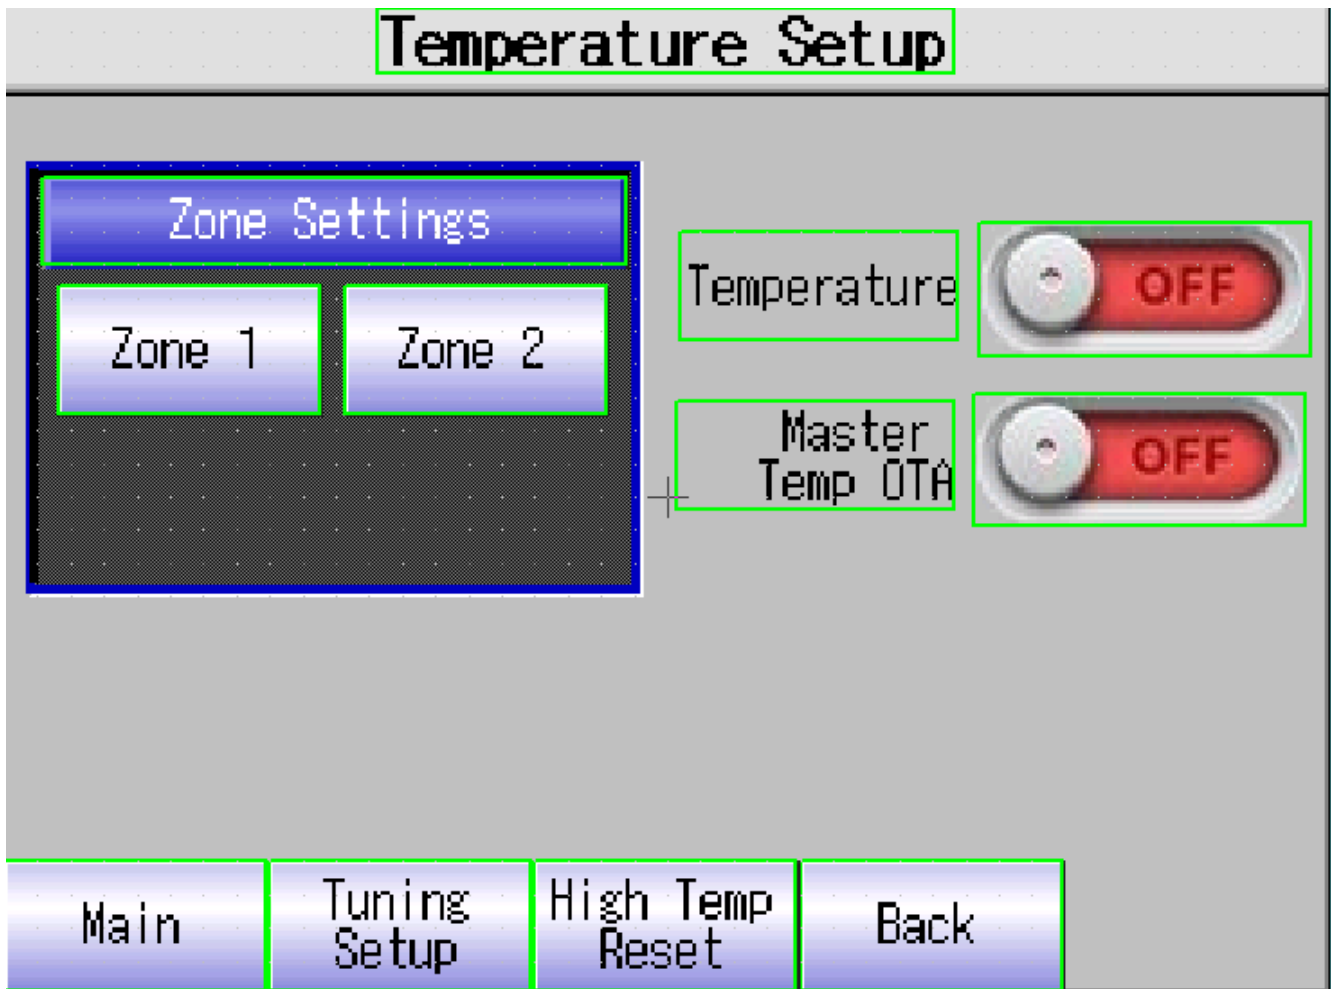 Temperature Setup
Zone Settings
Zone 1
Zone 2
Temperature
OFF
Master
Temp OTA
OFF
Main
Tuning
Setup
High Temp
Reset
Back